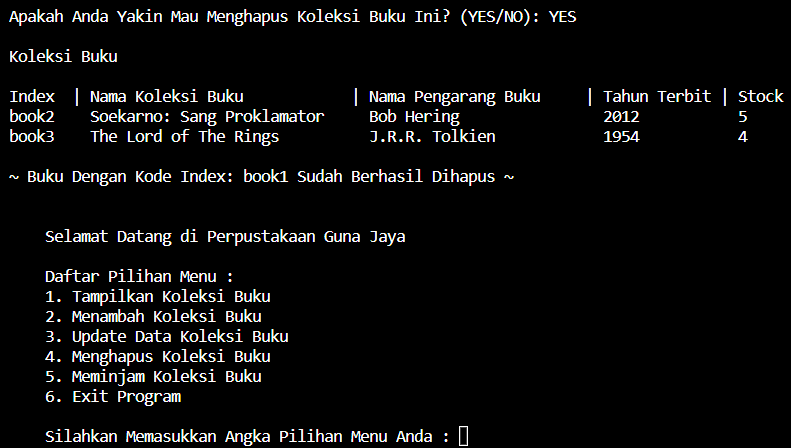 Apakah Anda Yakin Mau Menghapus Koleksi Buku Ini? (YES/NO): YES
Koleksi Buku
Index | Nama Koleksi Buku | Nama Pengarang Buku | Tahun Terbit | Stock
book2 Soekarno: Sang Proklamator Bob Hering 2012 5
book3 The Lord of The Rings J.R.R. Tolkien 1954 4
~ Buku Dengan Kode Index: book1 Sudah Berhasil Dihapus ~
Selamat Datang di Perpustakaan Guna Jaya
Daftar Pilihan Menu :
1. Tampilkan Koleksi Buku
2. Menambah Koleksi Buku
3. Update Data Koleksi Buku
4. Menghapus Koleksi Buku
5. Meminjam Koleksi Buku
6. Exit Program
Silahkan Memasukkan Angka Pilihan Menu Anda :